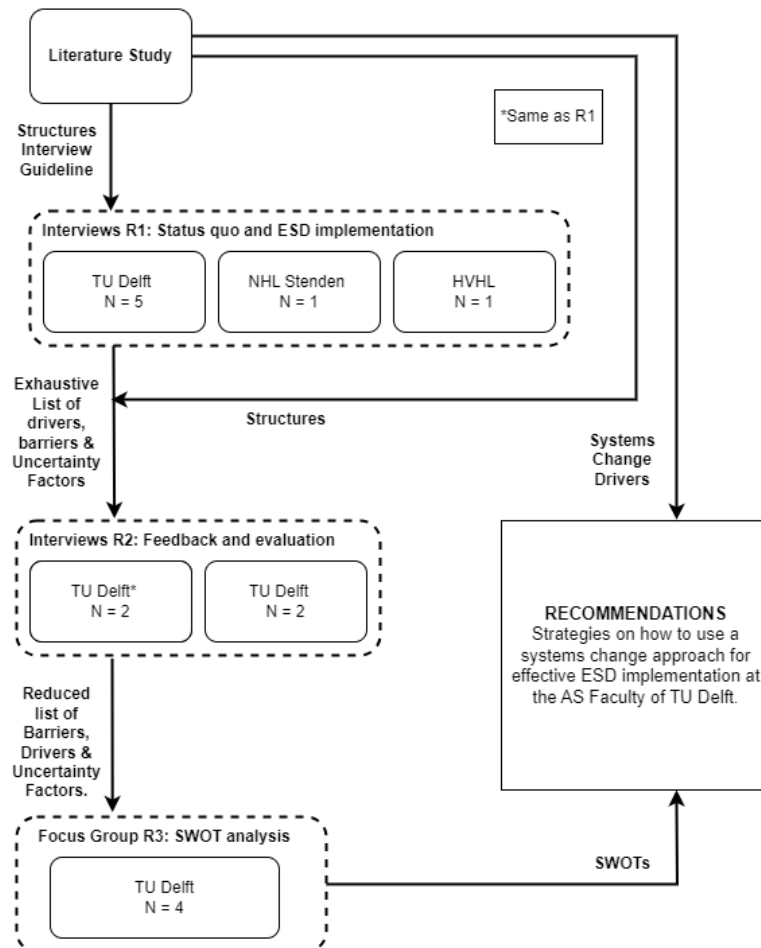 Literature Study
*Same as R1
Structures
Interview
Guideline
Interviews R1: Status quo and ESD implementation
TU Delft
N = 5
NHL Stenden
N = 1
HVHL
N = 1
Exhaustive
List of
drivers,
barriers &
Uncertainty
Factors
Structures
Systems
Change
Drivers
Interviews R2: Feedback and evaluation
TU Delft*
N = 2
TU Delft
N = 2
RECOMMENDATIONS
Strategies on how to use a
systems change approach for
effective ESD implementation at
the AS Faculty of TU Delft.
Reduced
list of
Barriers,
Drivers &
Uncertainty
Factors.
Focus Group R3: SWOT analysis
TU Delft
N = 4
SWOTs